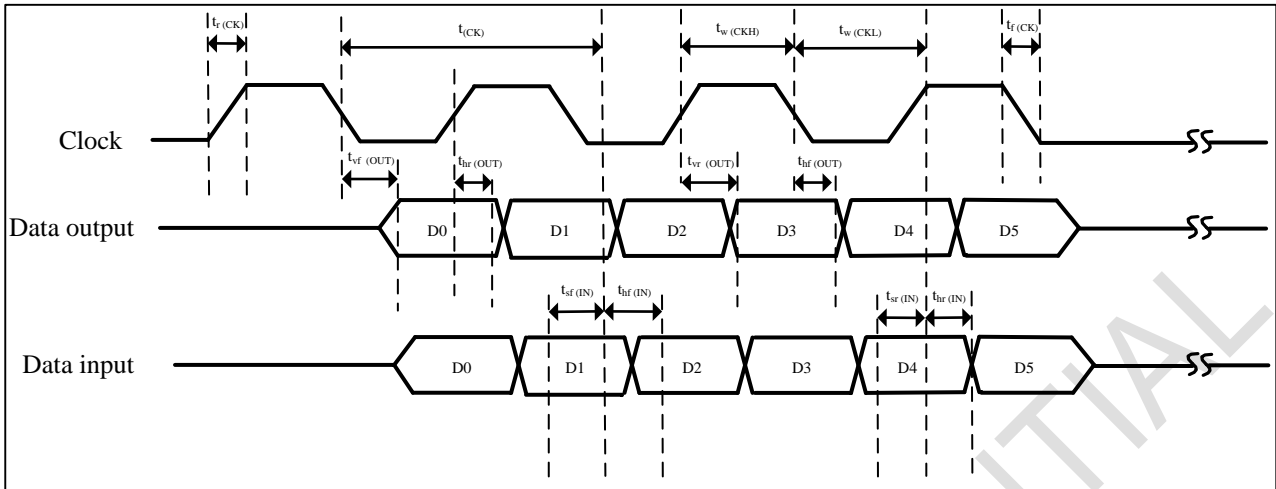 tr (CK)
t(CK)
tw (CKH)
tw (CKL)
tf (CK)
Clock
tvf (OUT)
thr (OUT)
tvr (OUT)
thf (OUT)
Data output
D0
D1
D2
D3
D4
D5
tsf (IN)
thf (IN)
tsr (IN)
thr (IN)
Data input
D0
D1
D2
D3
D4
D5
NTIAL